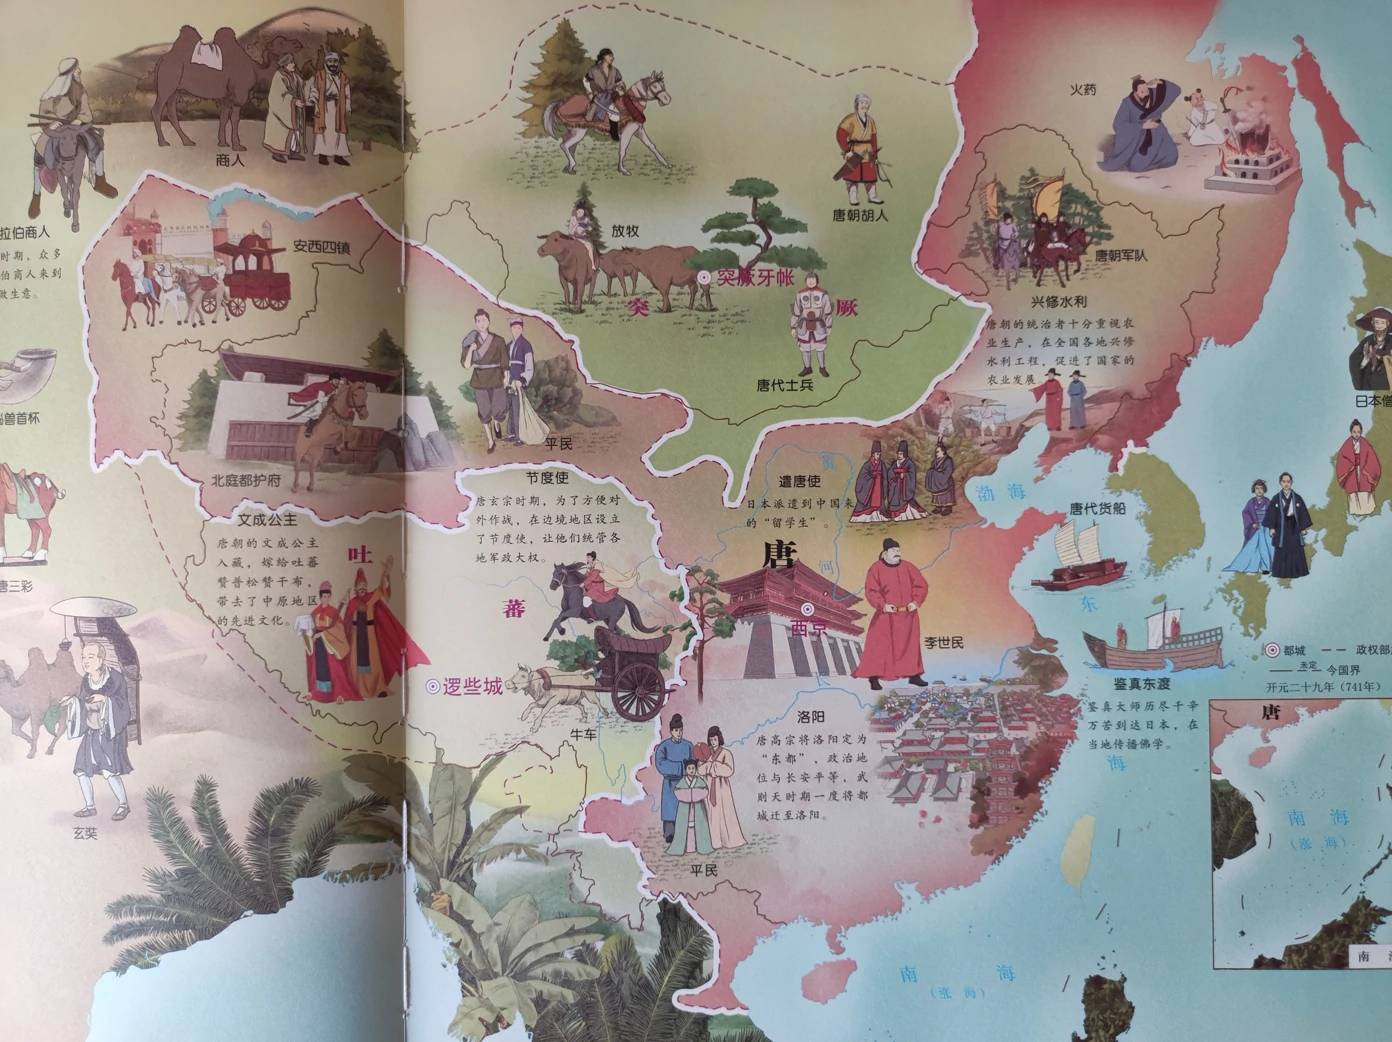 商人
火药
唐朝胡人
拉伯商人
时期，众多
伯商人来到
做生意。
安西四镇
放牧
突厥牙帐
突
厥
唐代士兵
唐朝军队
兴修水利
唐朝的统治者十分重视农
业生产，在全国各地兴修
水利工程，促进了国家的
农业发展
日本僧
兽首杯
平民
北庭都护府
节度使
唐玄宗时期，为了方便对
外作战，在边境地区设立
了节度使，让他们统管各
地军政大权。
遣唐使
日本派遣到中国来
的“留学生”。
黄
河
渤海
唐代货船
文成公主
唐朝的文成公主
入藏，嫁给吐蕃
赞普松赞干布，
带去了中原地区
的先进文化。
吐
蕃
唐三彩
唐
西京
李世民
东
海
逻些城
牛车
鉴真东渡
鉴真大师历尽千辛
万苦到达日本，在
当地传播佛学。
都城
政权部
未定
今国界
开元二十九年（741年）
洛阳
唐高宗将洛阳定为
“东都”，政治地
位与长安平等，武
则天时期一度将都
城迁至洛阳。
长
江
玄奘
平民
唐
南海
（涨海）
南海
（涨海）
南